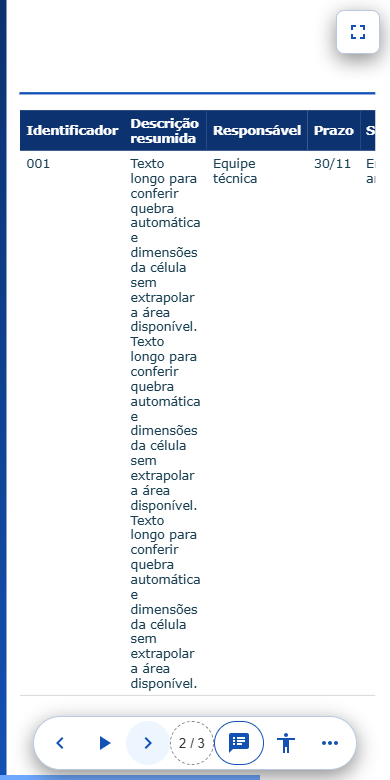 Identificador
Descrição
resumida
Responsável
Prazo
001
Texto
longo para
conferir
quebra
automática
e
dimensões
da célula
sem
extrapolar
a área
disponível.
Texto
longo para
conferir
quebra
automática
e
dimensões
da célula
sem
extrapolar
a área
disponível.
Texto
longo para
conferir
quebra
automática
e
dimensões
da célula
sem
extrapolar
a área
disponível.
Equipe
técnica
30/11
2 / 3